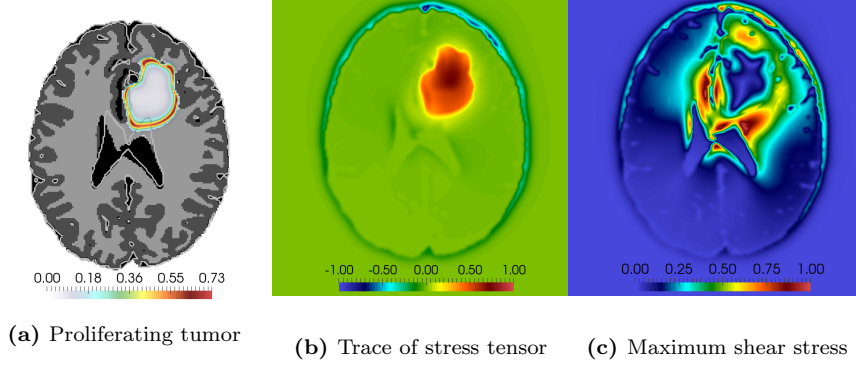 0.00 0.18 0.36 0.55 0.73
-1.00 -0.50 0.00 0.50 1.00
0.00 0.25 0.50 0.75 1.00
(a) Proliferating tumor
(b) Trace of stress tensor
(c) Maximum shear stress